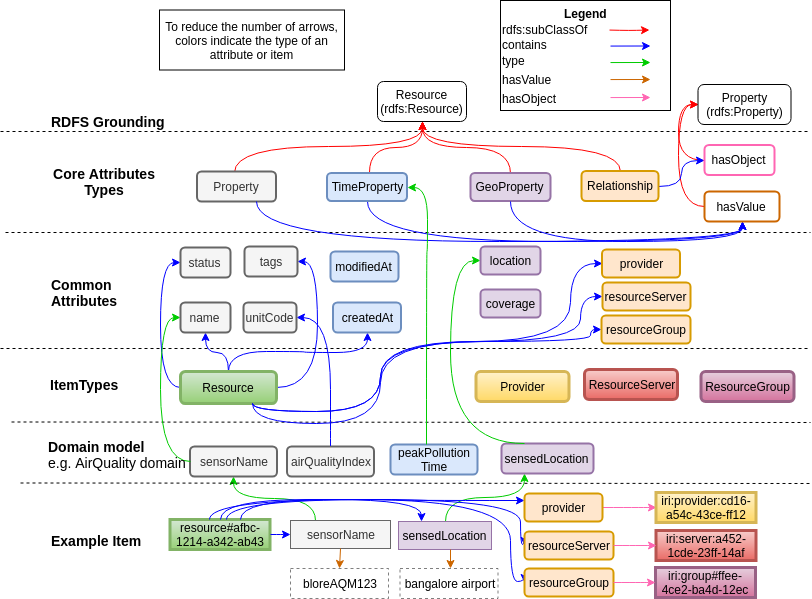 To reduce the number of arrows,
colors indicate the type of an
attribute or item
Legend
rdfs:subClassOf
contains
type
hasValue
hasObject
Resource
(rdfs:Resource)
Property
(rdfs:Property)
RDFS Grounding
Core Attributes
Types
Property
TimeProperty
GeoProperty
Relationship
hasObject
hasValue
Common
Attributes
status
tags
modifiedAt
location
provider
name
unitCode
createdAt
coverage
resourceServer
resourceGroup
ItemTypes
Resource
Provider
ResourceServer
ResourceGroup
Domain model
e.g. AirQuality domain
sensorName
airQualityIndex
peakPollution
Time
sensedLocation
Example Item
resource#afbc-
1214-a342-ab43
sensorName
sensedLocation
provider
resourceServer
resourceGroup
iri:provider:cd16-
a54c-43ce-ff12
iri:server:a452-
1cde-23ff-14af
iri:group#ffee-
4ce2-ba4d-12ec
bloreAQM123
bangalore airport